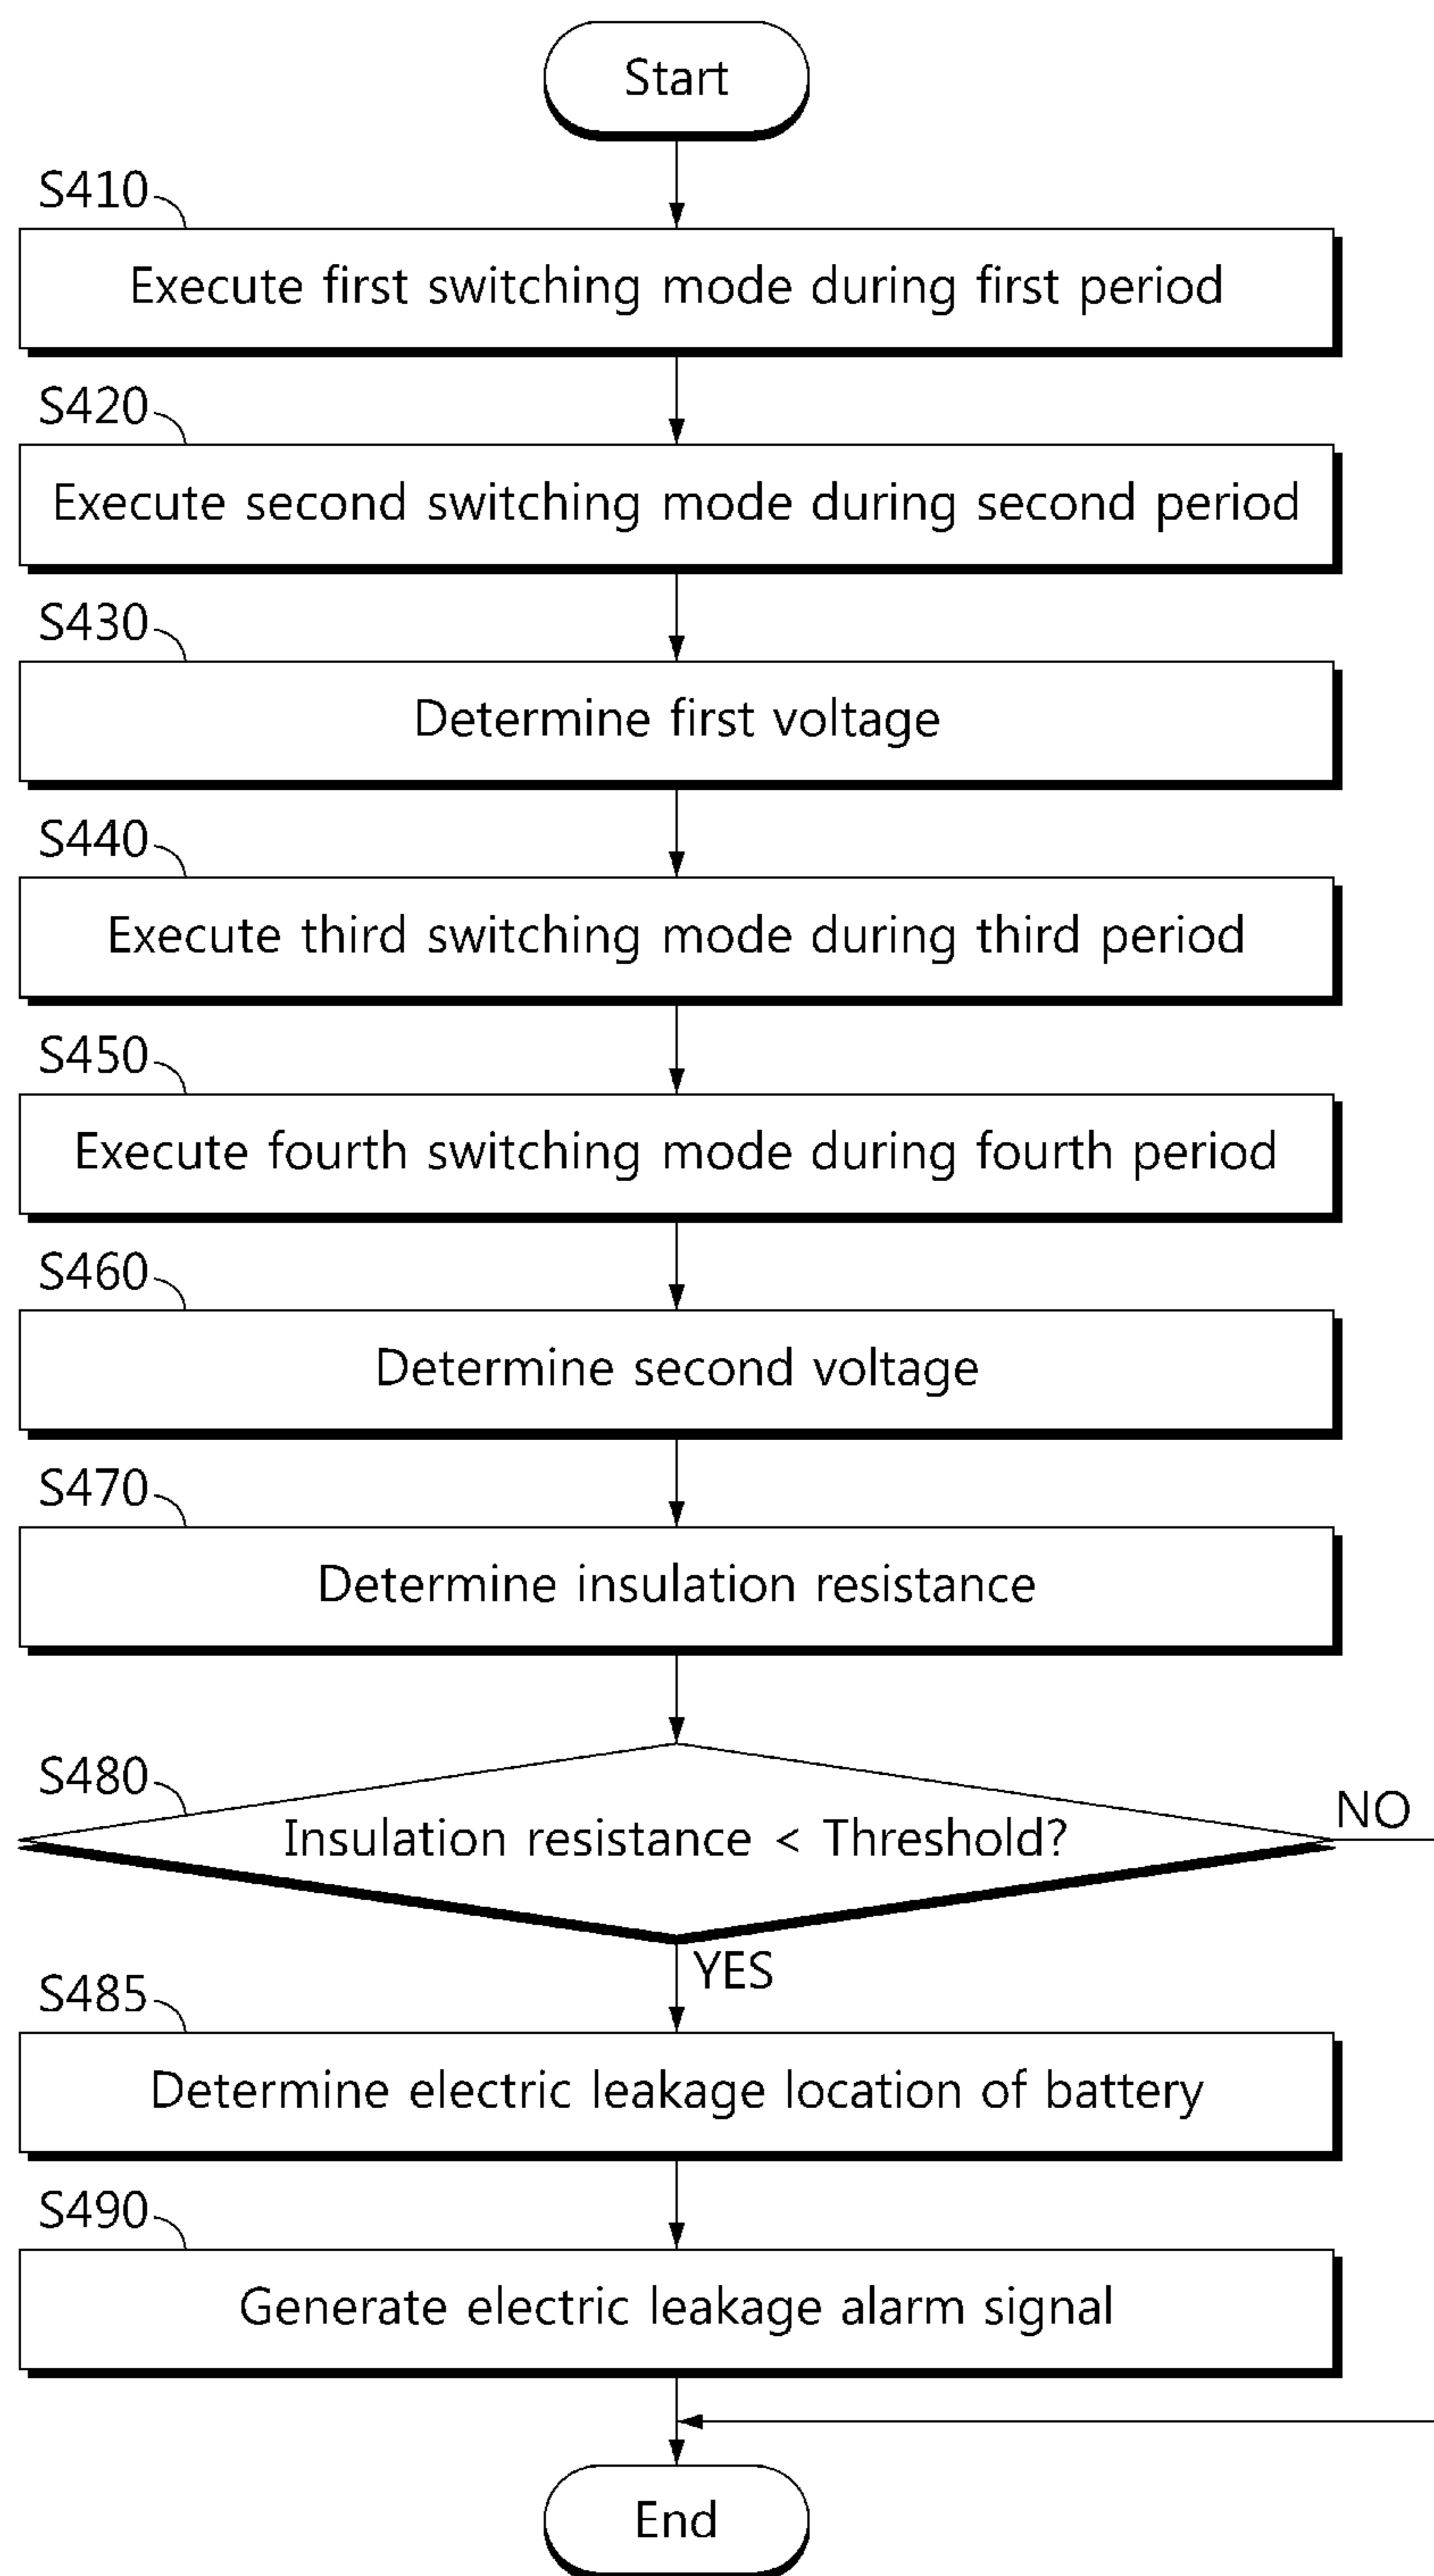 Start
S410
Execute first switching mode during first period
S420
Execute second switching mode during second period
S430
Determine first voltage
S440
Execute third switching mode during third period
S450
Execute fourth switching mode during fourth period
S460
Determine second voltage
S470
Determine insulation resistance
S480
Insulation resistance < Threshold?
NO
YES
S485
Determine electric leakage location of battery
S490
Generate electric leakage alarm signal
End